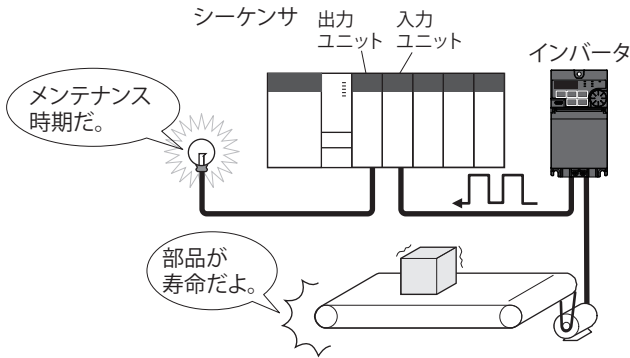 シーケンサ
出力
ユニット
入力
ユニット
インバータ
メンテナンス
時期だ。
部品が
寿命だよ。